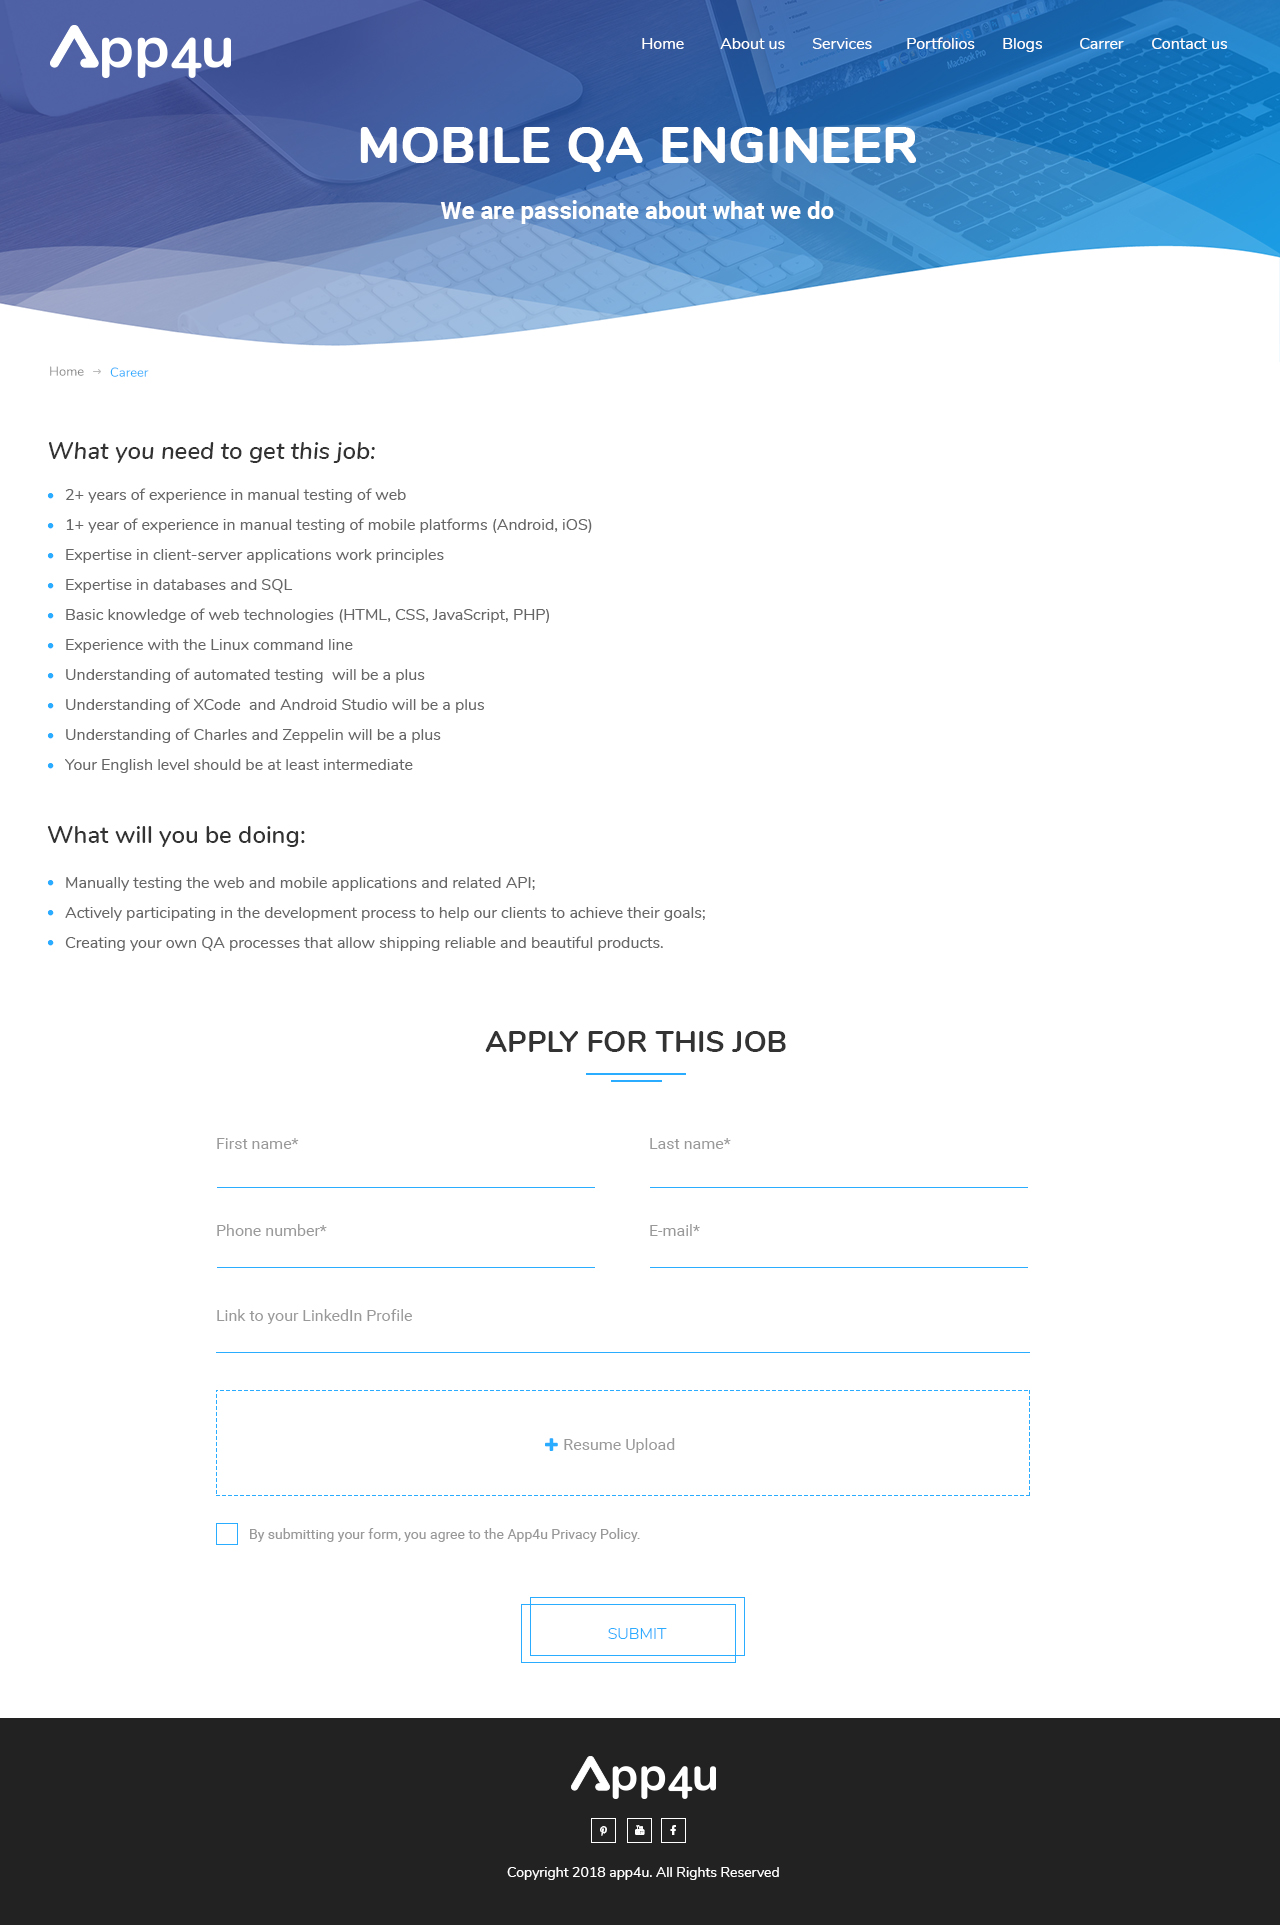 App4u
Home About us Services Portfolios Blogs Carrer Contact us
MacBook Pro
MOBILE QA ENGINEER
We are passionate about what we do
Home → Career
What you need to get this job:
2+ years of experience in manual testing of web
1+ year of experience in manual testing of mobile platforms (Android, iOS)
Expertise in client-server applications work principles
Expertise in databases and SQL
Basic knowledge of web technologies (HTML, CSS, JavaScript, PHP)
Experience with the Linux command line
Understanding of automated testing  will be a plus
Understanding of XCode  and Android Studio will be a plus
Understanding of Charles and Zeppelin will be a plus
Your English level should be at least intermediate
What will you be doing:
Manually testing the web and mobile applications and related API;
Actively participating in the development process to help our clients to achieve their goals;
Creating your own QA processes that allow shipping reliable and beautiful products.
APPLY FOR THIS JOB
First name* Last name*
Phone number* E-mail*
Link to your LinkedIn Profile
Resume Upload
By submitting your form, you agree to the App4u Privacy Policy.
SUBMIT
App4u
Copyright 2018 app4u. All Rights Reserved